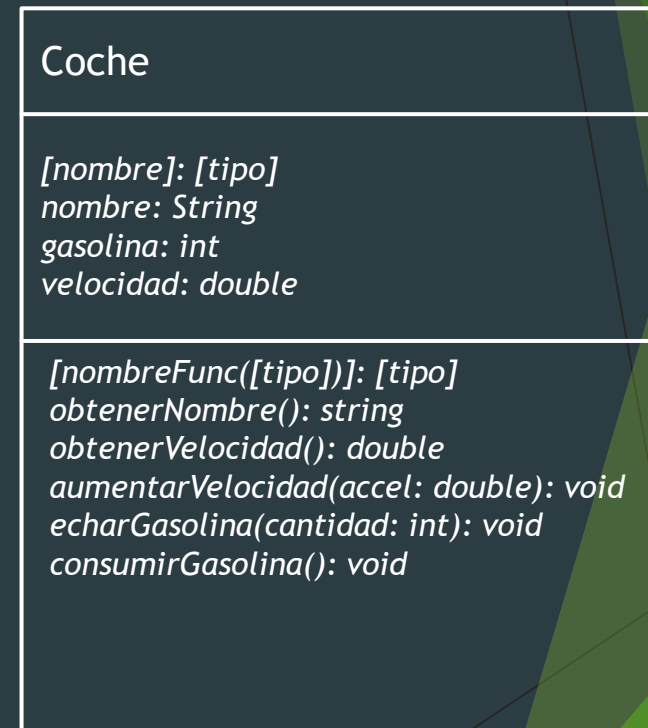 Coche
[nombre]: [tipo]
nombre: String
gasolina: int
velocidad: double
[nombreFunc([tipo])]: [tipo]
obtenerNombre(): string
obtenerVelocidad(): double
aumentarVelocidad(accel: double): void
echarGasolina(cantidad: int): void
consumirGasolina(): void